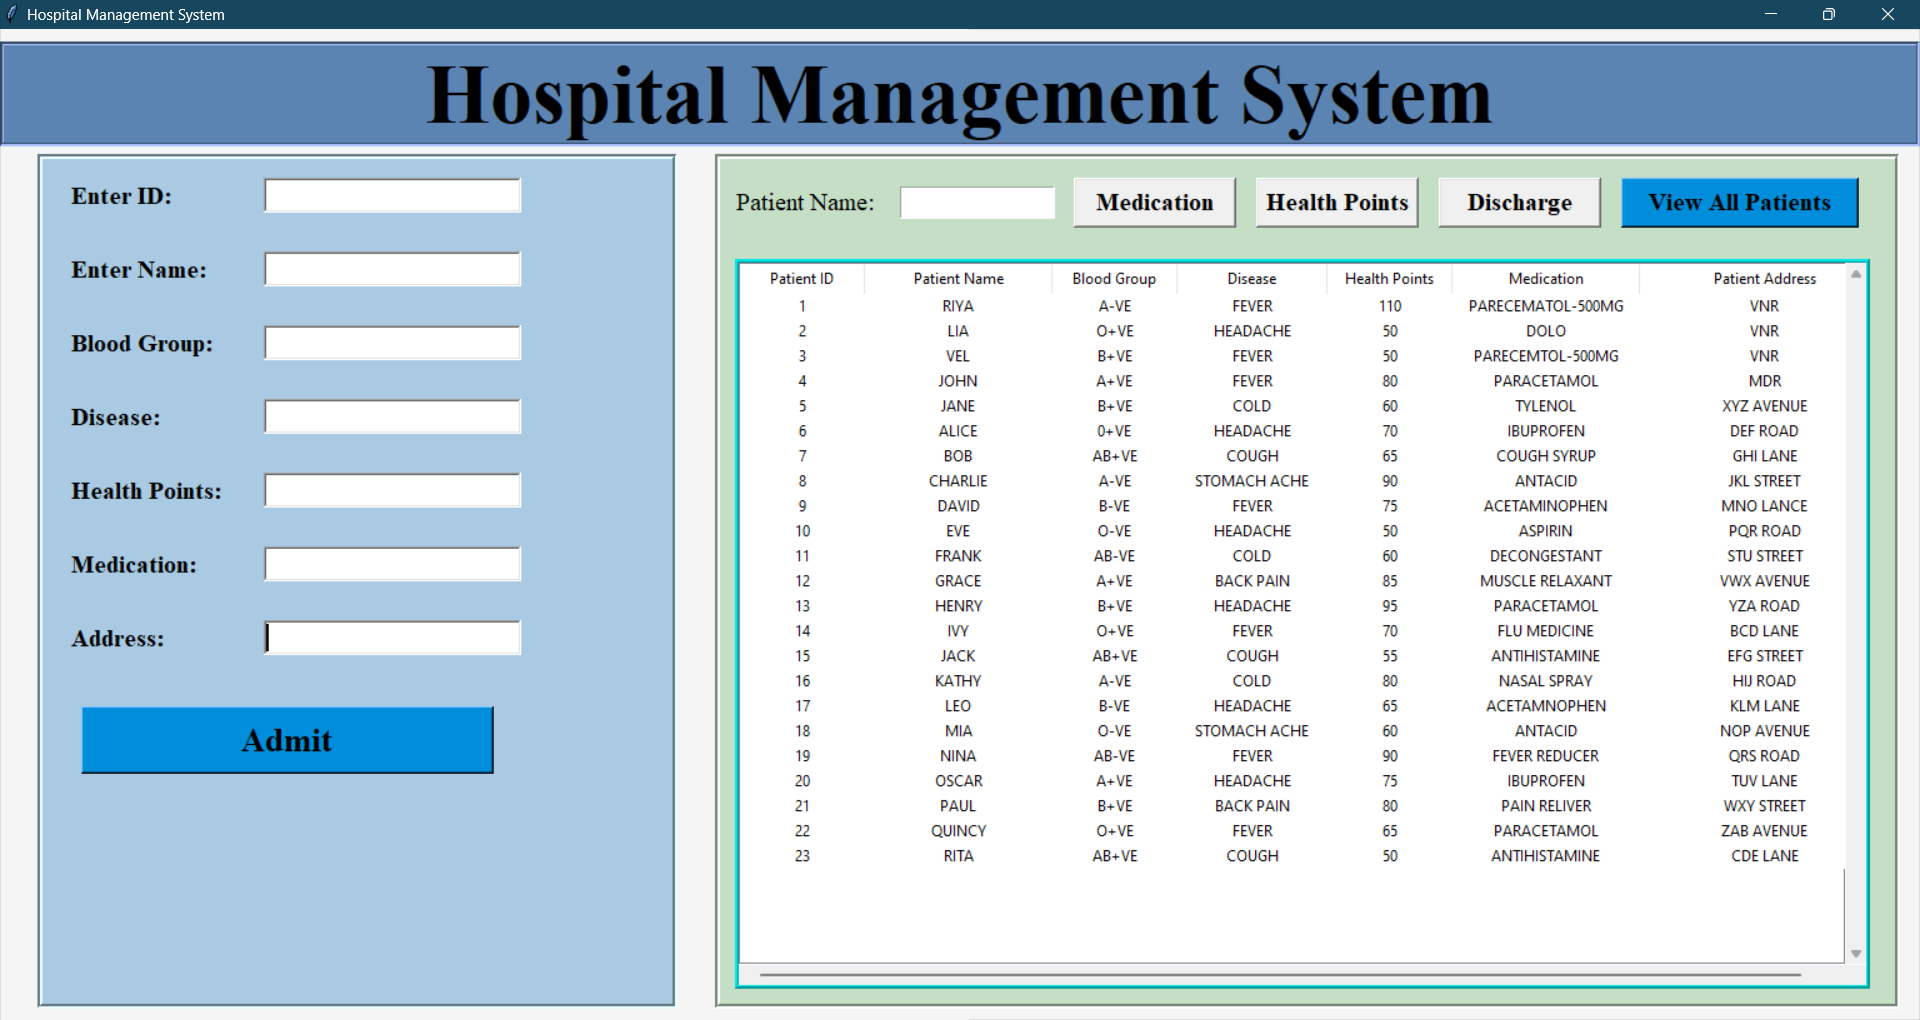 Hospital Management System
Hospital Management System
Enter ID:
Enter Name:
Blood Group:
Disease:
Health Points:
Medication:
Address:
Admit
Patient Name: Medication Health Points Discharge View All Patients
Patient ID Patient Name Blood Group Disease Health Points Medication Patient Address
1 RIYA A-VE FEVER 110 PARECEMATOL-500MG VNR
2 LIA O+VE HEADACHE 50 DOLO VNR
3 VEL B+VE FEVER 50 PARECEMTOL-500MG VNR
4 JOHN A+VE FEVER 80 PARACETAMOL MDR
5 JANE B+VE COLD 60 TYLENOL XYZ AVENUE
6 ALICE 0+VE HEADACHE 70 IBUPROFEN DEF ROAD
7 BOB AB+VE COUGH 65 COUGH SYRUP GHI LANE
8 CHARLIE A-VE STOMACH ACHE 90 ANTACID JKL STREET
9 DAVID B-VE FEVER 75 ACETAMINOPHEN MNO LANCE
10 EVE O-VE HEADACHE 50 ASPIRIN PQR ROAD
11 FRANK AB-VE COLD 60 DECONGESTANT STU STREET
12 GRACE A+VE BACK PAIN 85 MUSCLE RELAXANT VWX AVENUE
13 HENRY B+VE HEADACHE 95 PARACETAMOL YZA ROAD
14 IVY O+VE FEVER 70 FLU MEDICINE BCD LANE
15 JACK AB+VE COUGH 55 ANTIHISTAMINE EFG STREET
16 KATHY A-VE COLD 80 NASAL SPRAY HIJ ROAD
17 LEO B-VE HEADACHE 65 ACETAMNOPHEN KLM LANE
18 MIA O-VE STOMACH ACHE 60 ANTACID NOP AVENUE
19 NINA AB-VE FEVER 90 FEVER REDUCER QRS ROAD
20 OSCAR A+VE HEADACHE 75 IBUPROFEN TUV LANE
21 PAUL B+VE BACK PAIN 80 PAIN RELIVER WXY STREET
22 QUINCY O+VE FEVER 65 PARACETAMOL ZAB AVENUE
23 RITA AB+VE COUGH 50 ANTIHISTAMINE CDE LANE